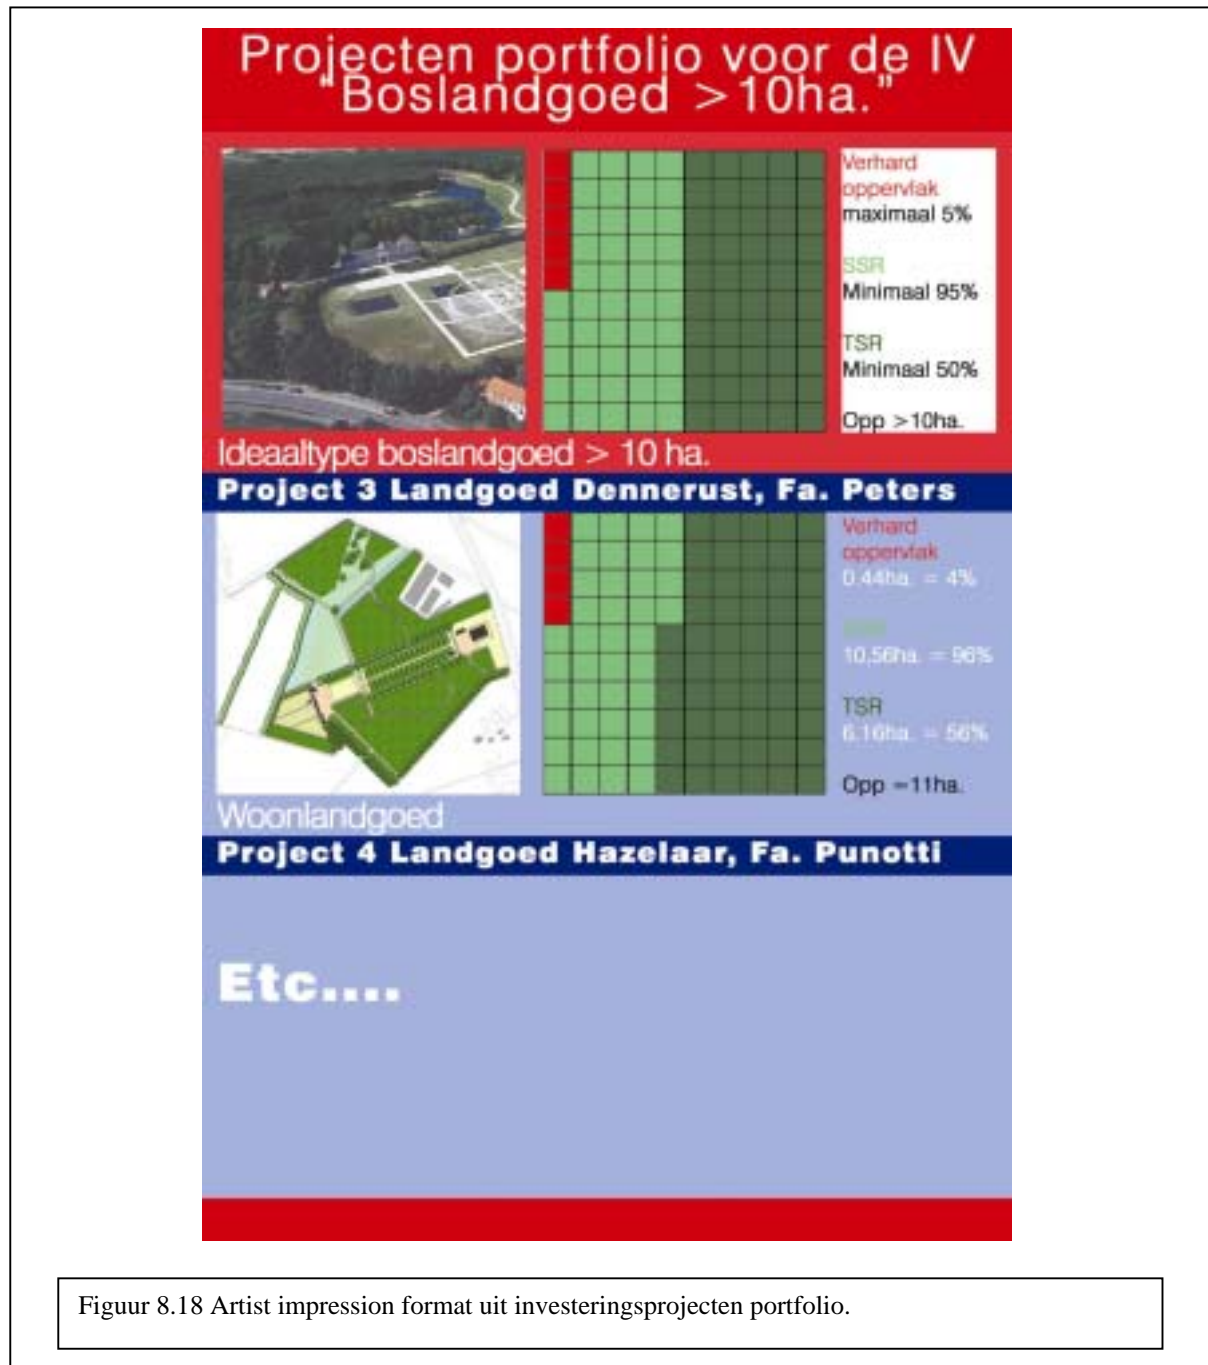 Projecten portfolio voor de IV
"Boslandgoed >10ha."
Verhard
oppervlak
maximaal 5%
SSR
Minimaal 95%
TSR
Minimaal 50%
Opp >10ha.
Ideaaltype boslandgoed > 10 ha.
Project 3 Landgoed Dennerust, Fa. Peters
Verhard
oppervlak
0.44ha. = 4%
10,56ha. = 96%
TSR
6.16ha. = 56%
Opp =11ha.
Woonlandgoed
Project 4 Landgoed Hazelaar, Fa. Punotti
Etc....
Figuur 8.18 Artist impression format uit investeringsprojecten portfolio.